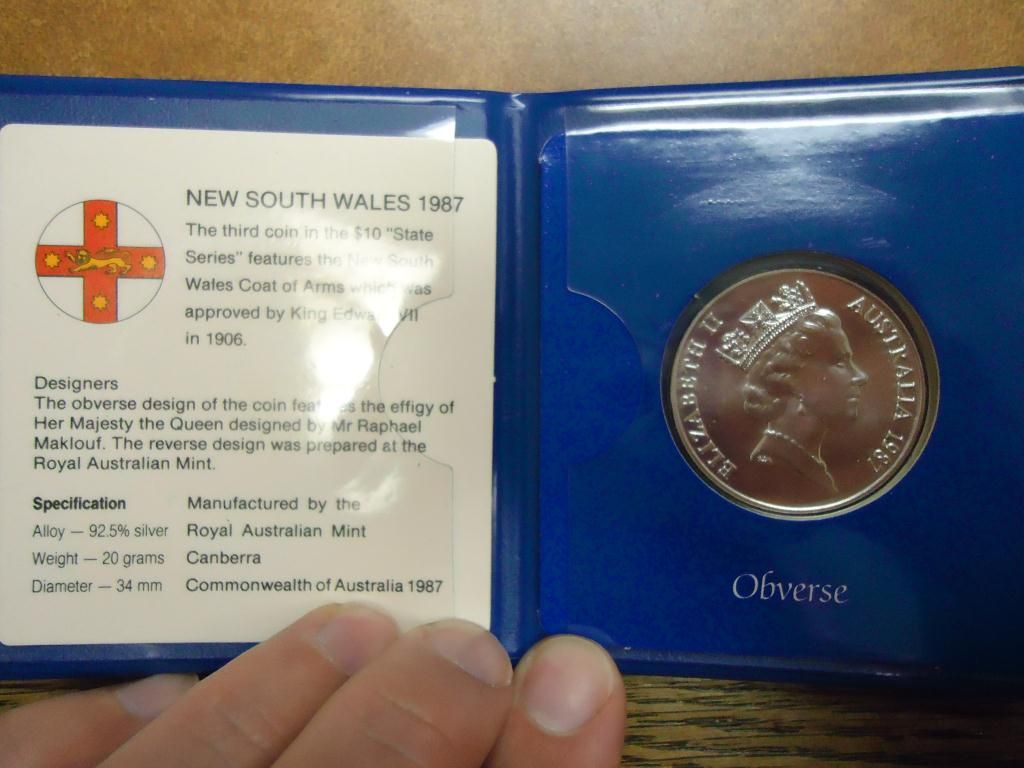 NEW SOUTH WALES 1987
The third coin in the $10 "State
Series" features the New South
Wales Coat of Arms which was
approved by King Edward VII
in 1906.
Designers
The obverse design of the coin features the effigy of
Her Majesty the Queen designed by Mr Raphael
Maklouf. The reverse design was prepared at the
Royal Australian Mint.
Specification
Alloy — 92.5% silver
Weight — 20 grams
Diameter — 34 mm
Manufactured by the
Royal Australian Mint
Canberra
Commonwealth of Australia 1987
ELIZABETH II
AUSTRALIA 1987
Obverse